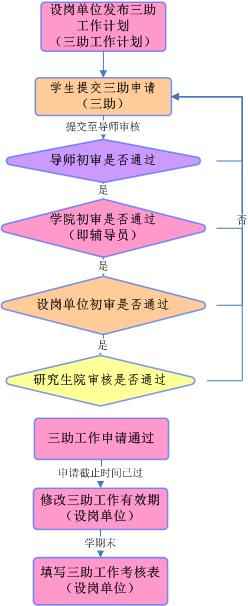 设岗单位发布三助
工作计划
（三助工作计划）
学生提交三助申请
（三助）
提交至导师审核
导师初审是否通过
是
学院初审是否通过
（即辅导员）
否
是
设岗单位初审是否通过
是
研究生院审核是否通过
三助工作申请通过
申请截止时间已过
修改三助工作有效期
（设岗单位）
学期末
填写三助工作考核表
（设岗单位）